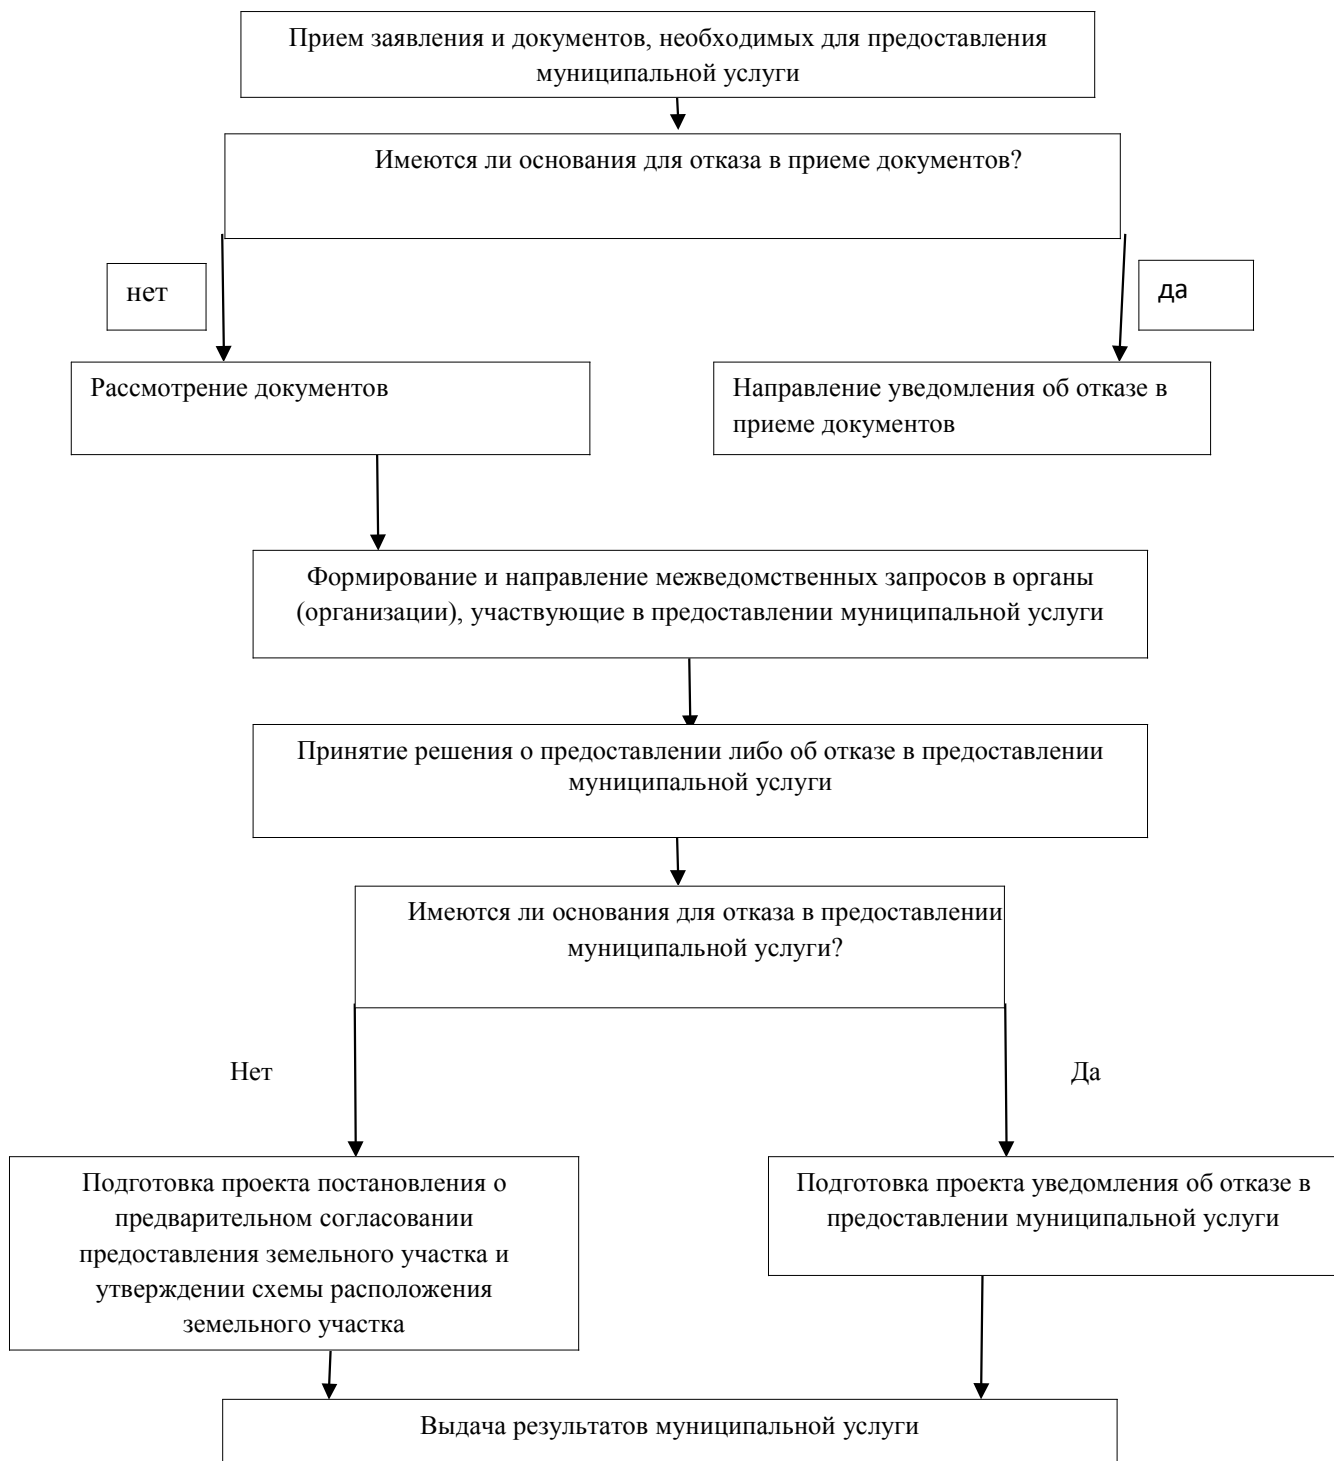 Прием заявления и документов, необходимых для предоставления
муниципальной услуги
Имеются ли основания для отказа в приеме документов?
нет
да
Рассмотрение документов
Направление уведомления об отказе в
приеме документов
Формирование и направление межведомственных запросов в органы
(организации), участвующие в предоставлении муниципальной услуги
Принятие решения о предоставлении либо об отказе в предоставлении
муниципальной услуги
Имеются ли основания для отказа в предоставлении
муниципальной услуги?
Нет
Да
Подготовка проекта постановления о
предварительном согласовании
предоставления земельного участка и
утверждении схемы расположения
земельного участка
Подготовка проекта уведомления об отказе в
предоставлении муниципальной услуги
Выдача результатов муниципальной услуги